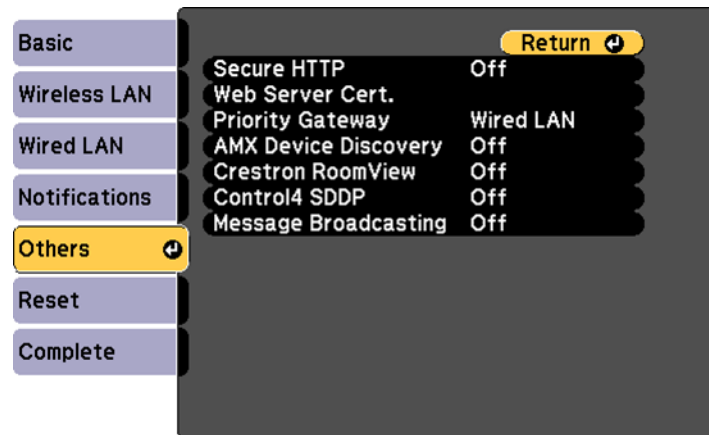 Basic
Wireless LAN
Wired LAN
Notifications
Others
Reset
Complete
Return
Secure HTTP Off
Web Server Cert.
Priority Gateway Wired LAN
AMX Device Discovery Off
Crestron RoomView Off
Control4 SDDP Off
Message Broadcasting Off